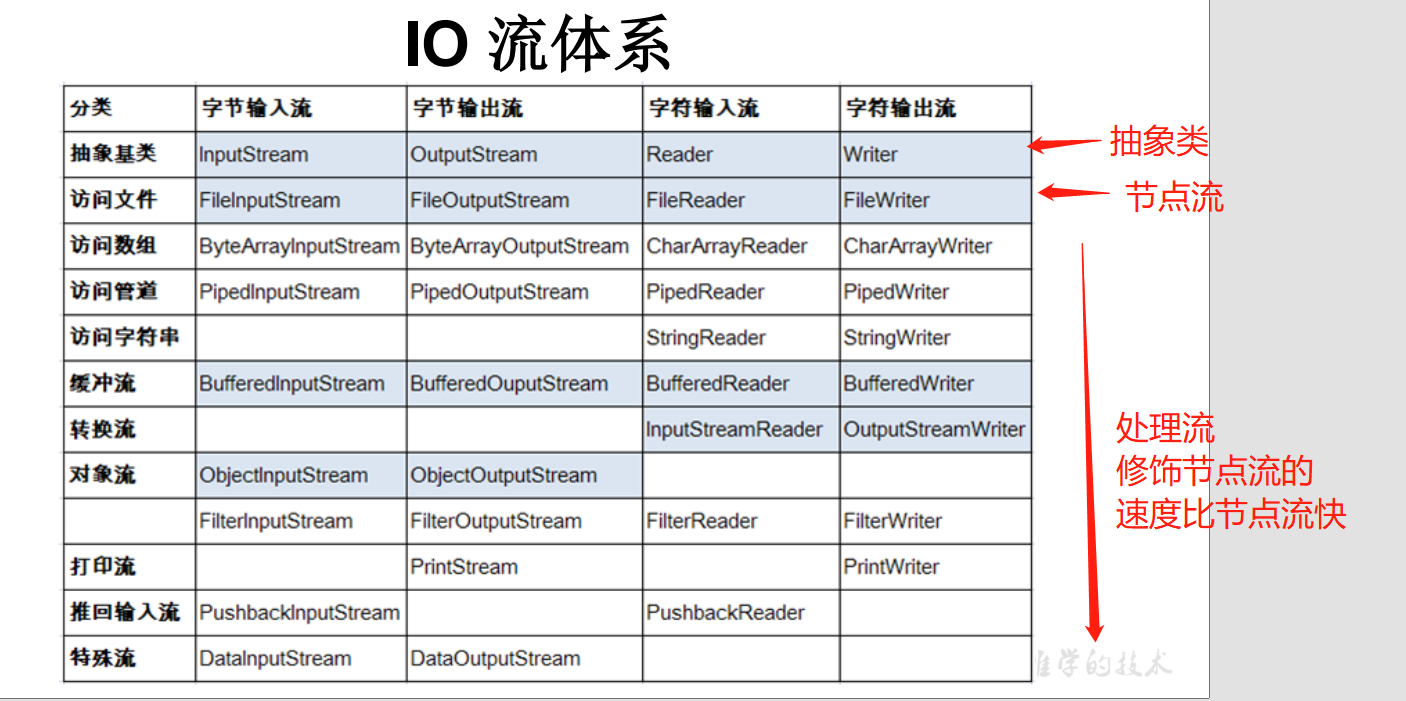 IO 流体系
分类 字节输入流 字节输出流 字符输入流 字符输出流
抽象基类 InputStream OutputStream Reader Writer
抽象类
访问文件 FileInputStream FileOutputStream FileReader FileWriter
节点流
访问数组 ByteArrayInputStream ByteArrayOutputStream CharArrayReader CharArrayWriter
访问管道 PipedInputStream PipedOutputStream PipedReader PipedWriter
访问字符串 StringReader StringWriter
缓冲流 BufferedInputStream BufferedOuputStream BufferedReader BufferedWriter
转换流 InputStreamReader OutputStreamWriter
对象流 ObjectInputStream ObjectOutputStream
FilterInputStream FilterOutputStream FilterReader FilterWriter
打印流 PrintStream PrintWriter
推回输入流 PushbackInputStream PushbackReader
特殊流 DataInputStream DataOutputStream
处理流
修饰节点流的
速度比节点流快
学的技术